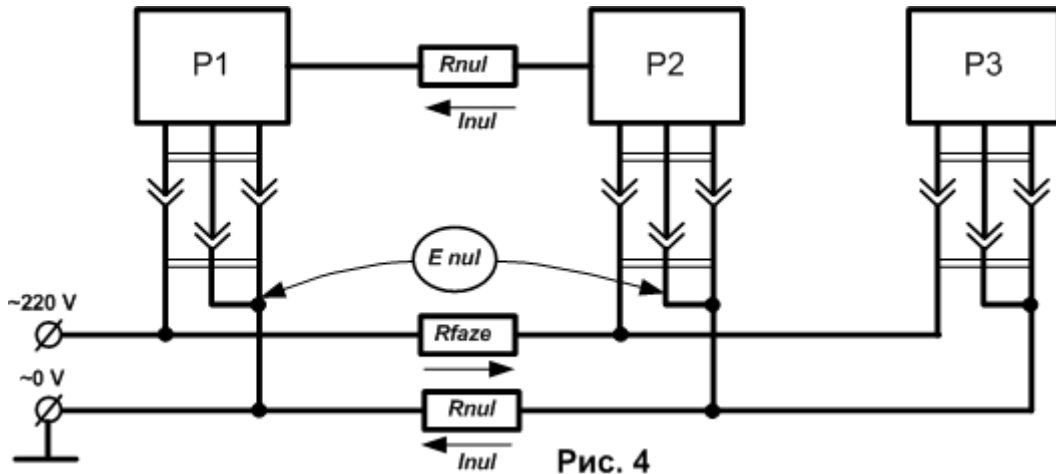 P1
Rnul
P2
P3
Inul
E nul
~220 V
Rfaze
~0 V
Rnul
Inul
Рис. 4